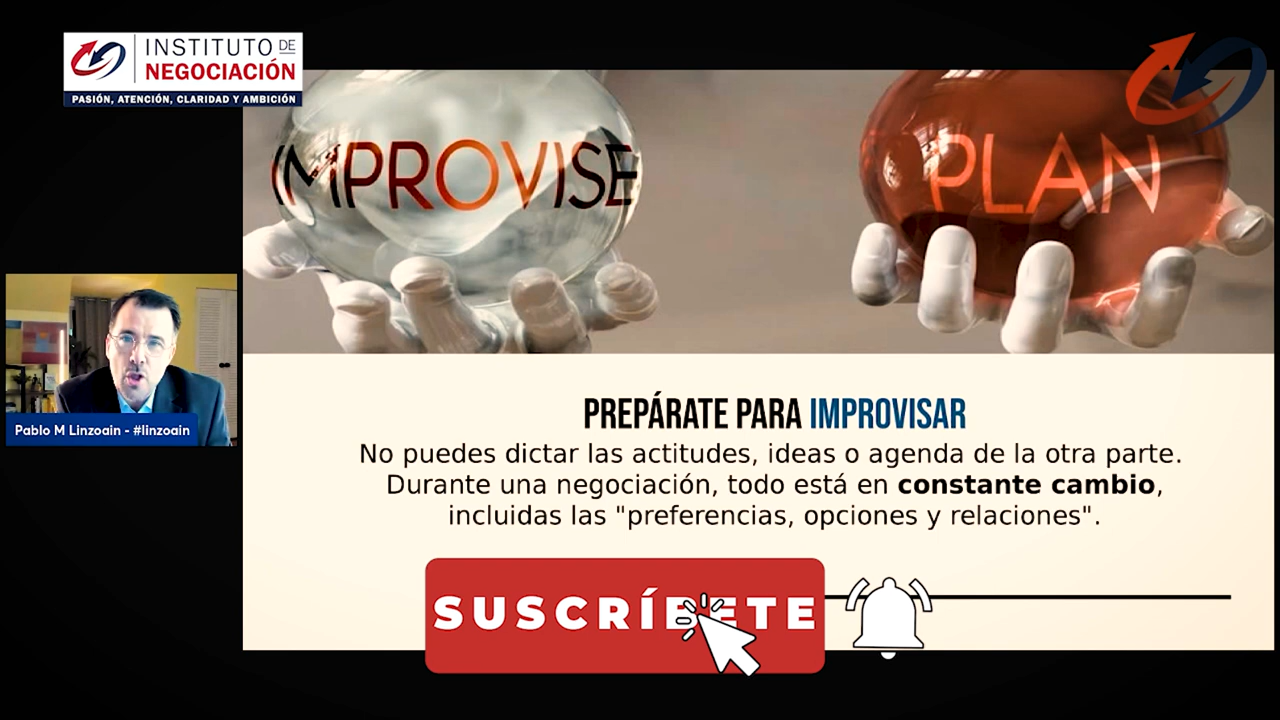 INSTITUTO DE
NEGOCIACIÓN
PASIÓN, ATENCIÓN, CLARIDAD Y AMBICIÓN
IMPROVISE
PLAN
Pablo M Linzoain - #linzoain
PREPÁRATE PARA IMPROVISAR
No puedes dictar las actitudes, ideas o agenda de la otra parte.
Durante una negociación, todo está en constante cambio,
incluidas las "preferencias, opciones y relaciones".
SUSCRÍBETE